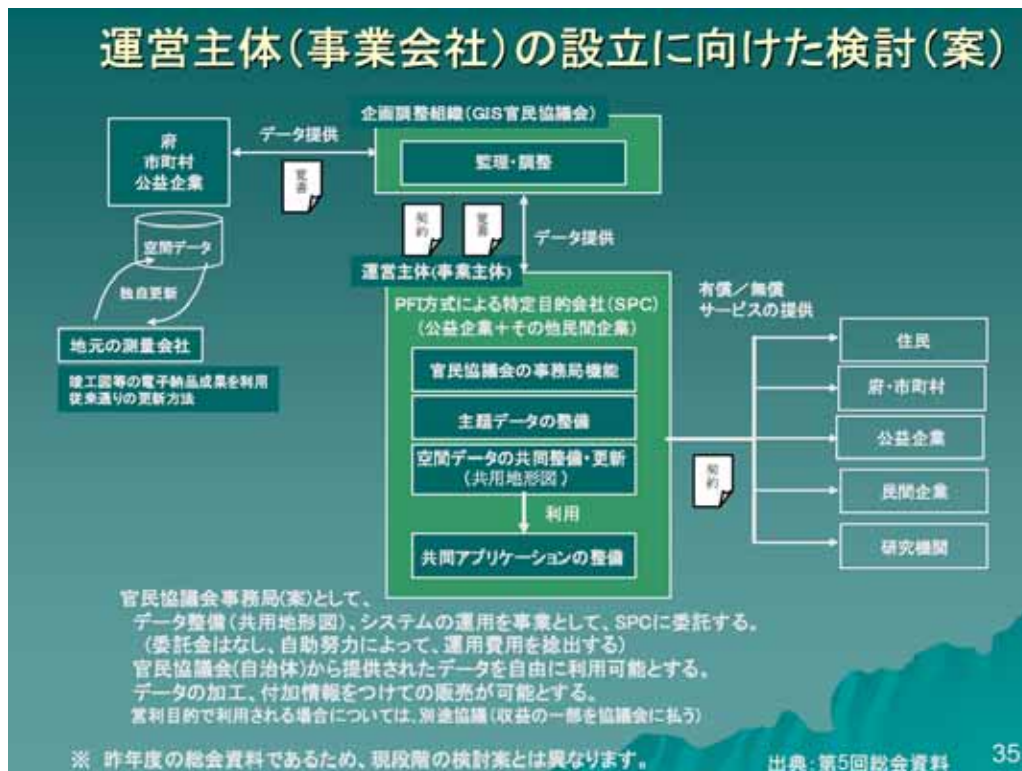 運営主体(事業会社)の設立に向けた検討(案)
企画調整組織(GIS官民協議会)
府
市町村
公益企業
データ提供
監理・調整
覚書
契約
覚書
データ提供
空間データ
独自更新
地元の測量会社
竣工図等の電子納品成果を利用
従来通りの更新方法
運営主体(事業主体)
PFI方式による特定目的会社(SPC)
(公益企業+その他民間企業)
官民協議会の事務局機能
主題データの整備
空間データの共同整備・更新
(共用地形図)
利用
共同アプリケーションの整備
有償/無償
サービスの提供
契約
住民
府・市町村
公益企業
民間企業
研究機関
官民協議会事務局(案)として、
データ整備(共用地形図)、システムの運用を事業として、SPCに委託する。
(委託金はなし、自助努力によって、運用費用を捻出する)
官民協議会(自治体)から提供されたデータを自由に利用可能とする。
データの加工、付加情報をつけての販売が可能とする。
営利目的で利用される場合については、別途協議(収益の一部を協議会に払う)
※ 昨年度の総会資料であるため、現段階の検討案とは異なります。
出典:第5回総会資料
35